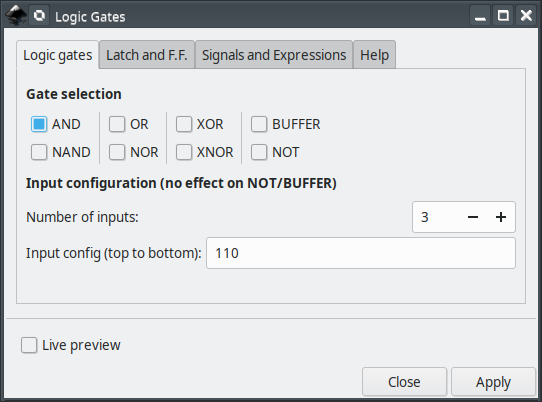 Logic Gates
Logic gates Latch and F.F. Signals and Expressions Help
Gate selection
AND OR XOR BUFFER
NAND NOR XNOR NOT
Input configuration (no effect on NOT/BUFFER)
Number of inputs: 3 − +
Input config (top to bottom): 110
Live preview
Close Apply